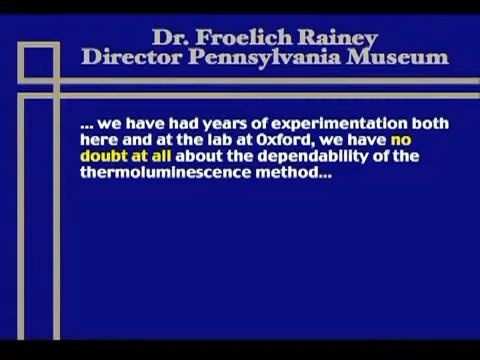 Dr. Froelich Rainey
Director Pennsylvania Museum
... we have had years of experimentation both
here and at the lab at Oxford, we have no
doubt at all about the dependability of the
thermoluminescence method...